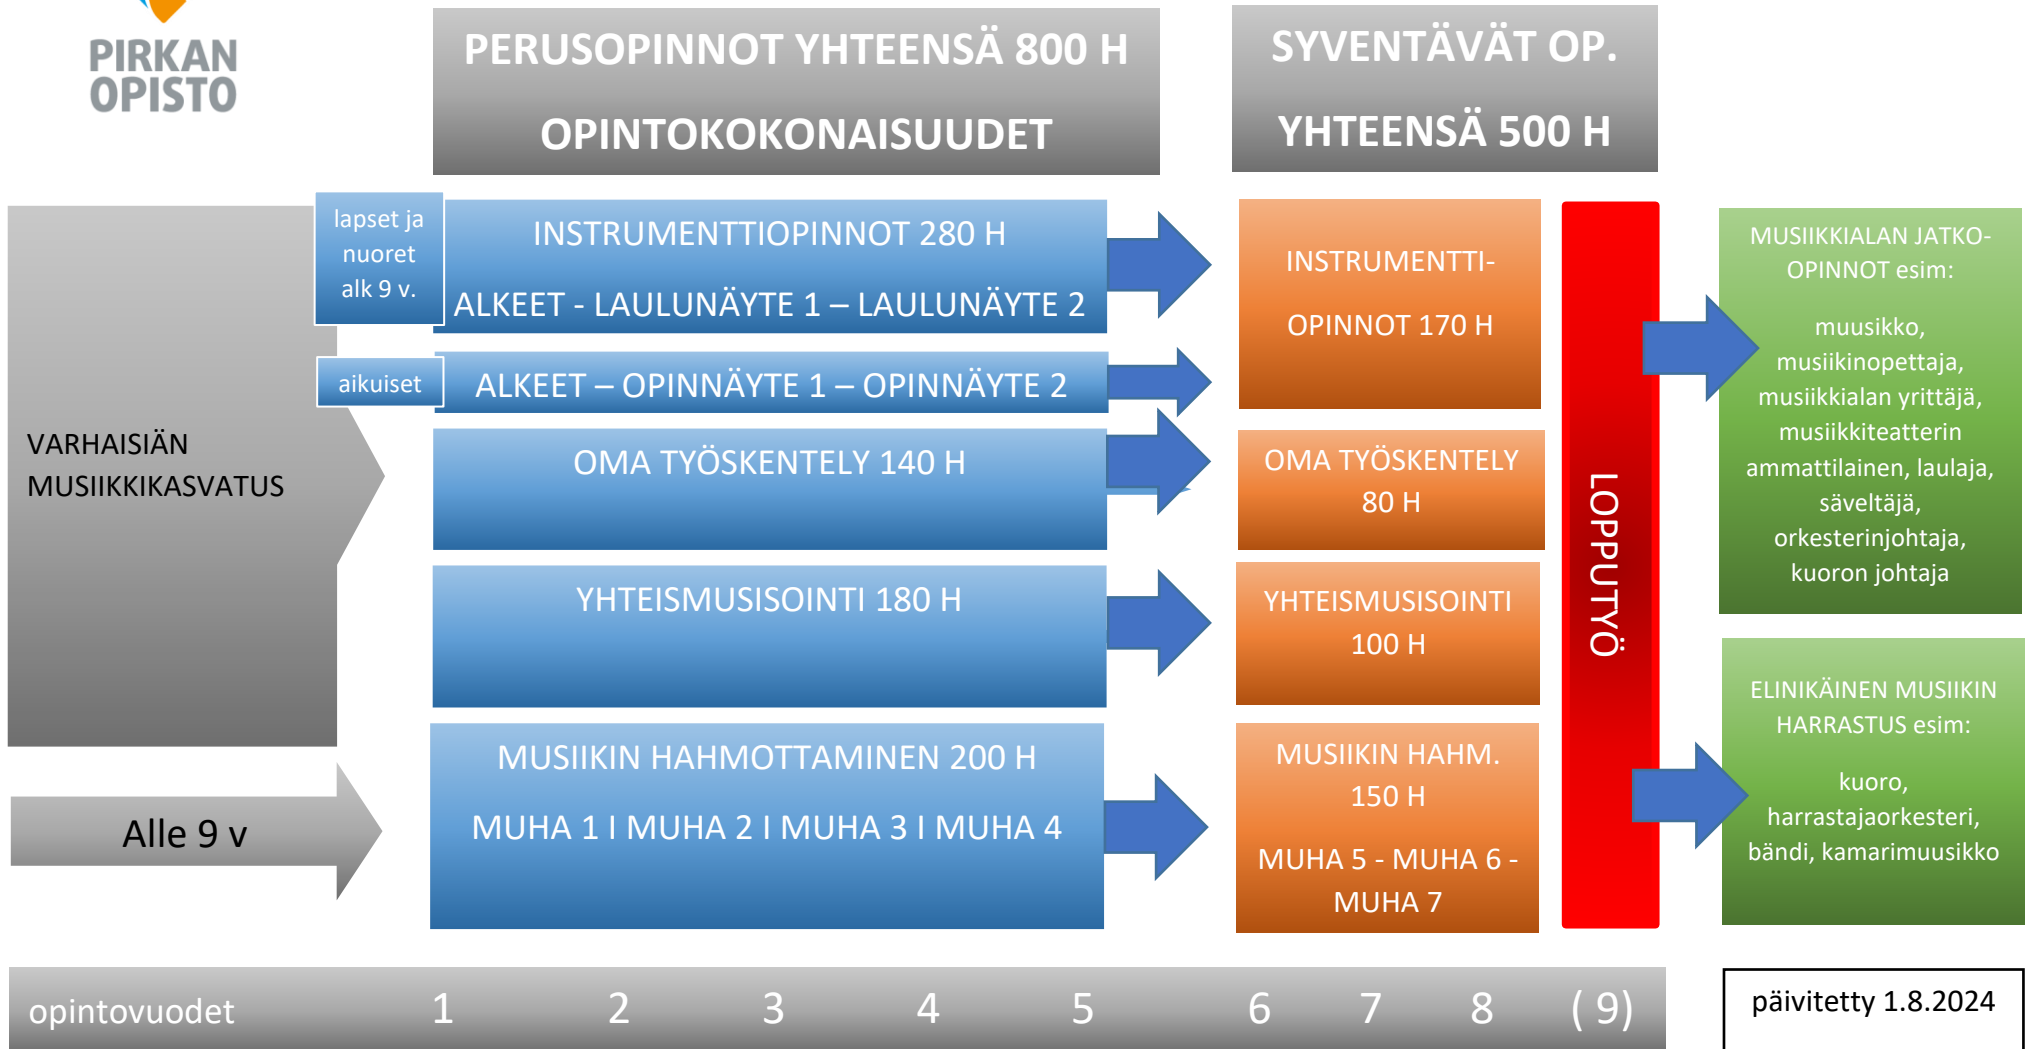 PIRKAN
OPISTO
PERUSOPINNOT YHTEENSÄ 800 H
OPINTOKOKONAISUUDET
SYVENTÄVÄT OP.
YHTEENSÄ 500 H
VARHAISIÄN
MUSIIKKIKASVATUS
Alle 9 v
lapset ja
nuoret
alk 9 v.
INSTRUMENTTIOPINNOT 280 H
ALKEET - LAULUNÄYTE 1 – LAULUNÄYTE 2
aikuiset
ALKEET – OPINNÄYTE 1 – OPINNÄYTE 2
OMA TYÖSKENTELY 140 H
YHTEISMUSISOINTI 180 H
MUSIIKIN HAHMOTTAMINEN 200 H
MUHA 1 I MUHA 2 I MUHA 3 I MUHA 4
INSTRUMENTTI-
OPINNOT 170 H
OMA TYÖSKENTELY
80 H
YHTEISMUSISOINTI
100 H
MUSIIKIN HAHM.
150 H
MUHA 5 - MUHA 6 -
MUHA 7
LOPPUTYÖ
MUSIIKKIALAN JATKO-
OPINNOT esim:
muusikko,
musiikinopettaja,
musiikkialan yrittäjä,
musiikkiteatterin
ammattilainen, laulaja,
säveltäjä,
orkesterinjohtaja,
kuoron johtaja
ELINIKÄINEN MUSIIKIN
HARRASTUS esim:
kuoro,
harrastajaorkesteri,
bändi, kamarimuusikko
opintovuodet 1 2 3 4 5 6 7 8 ( 9)
päivitetty 1.8.2024